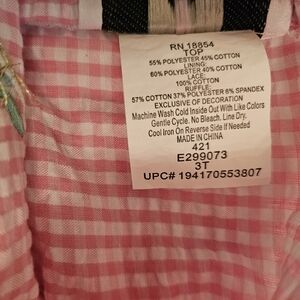 RN 18854
TOP
55% POLYESTER 45% COTTON
LINING:
60% POLYESTER 40% COTTON
LACE:
100% COTTON
RUFFLE:
57% COTTON 37% POLYESTER 6% SPANDEX
EXCLUSIVE OF DECORATION
Machine Wash Cold Inside Out With Like Colors
Gentle Cycle. No Bleach. Line Dry.
Cool Iron On Reverse Side If Needed
MADE IN CHINA
421
E299073
3T
UPC# 194170553807